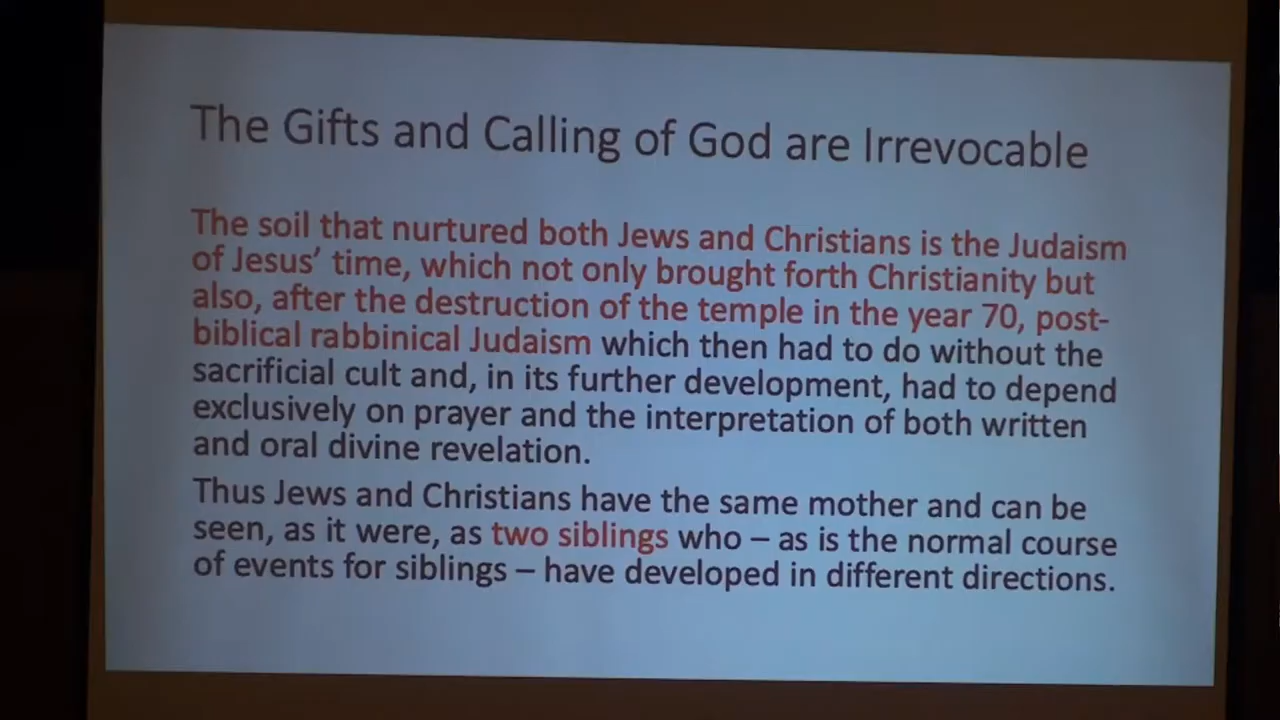 The Gifts and Calling of God are Irrevocable
The soil that nurtured both Jews and Christians is the Judaism
of Jesus’ time, which not only brought forth Christianity but
also, after the destruction of the temple in the year 70, post-
biblical rabbinical Judaism which then had to do without the
sacrificial cult and, in its further development, had to depend
exclusively on prayer and the interpretation of both written
and oral divine revelation.
Thus Jews and Christians have the same mother and can be
seen, as it were, as two siblings who – as is the normal course
of events for siblings – have developed in different directions.